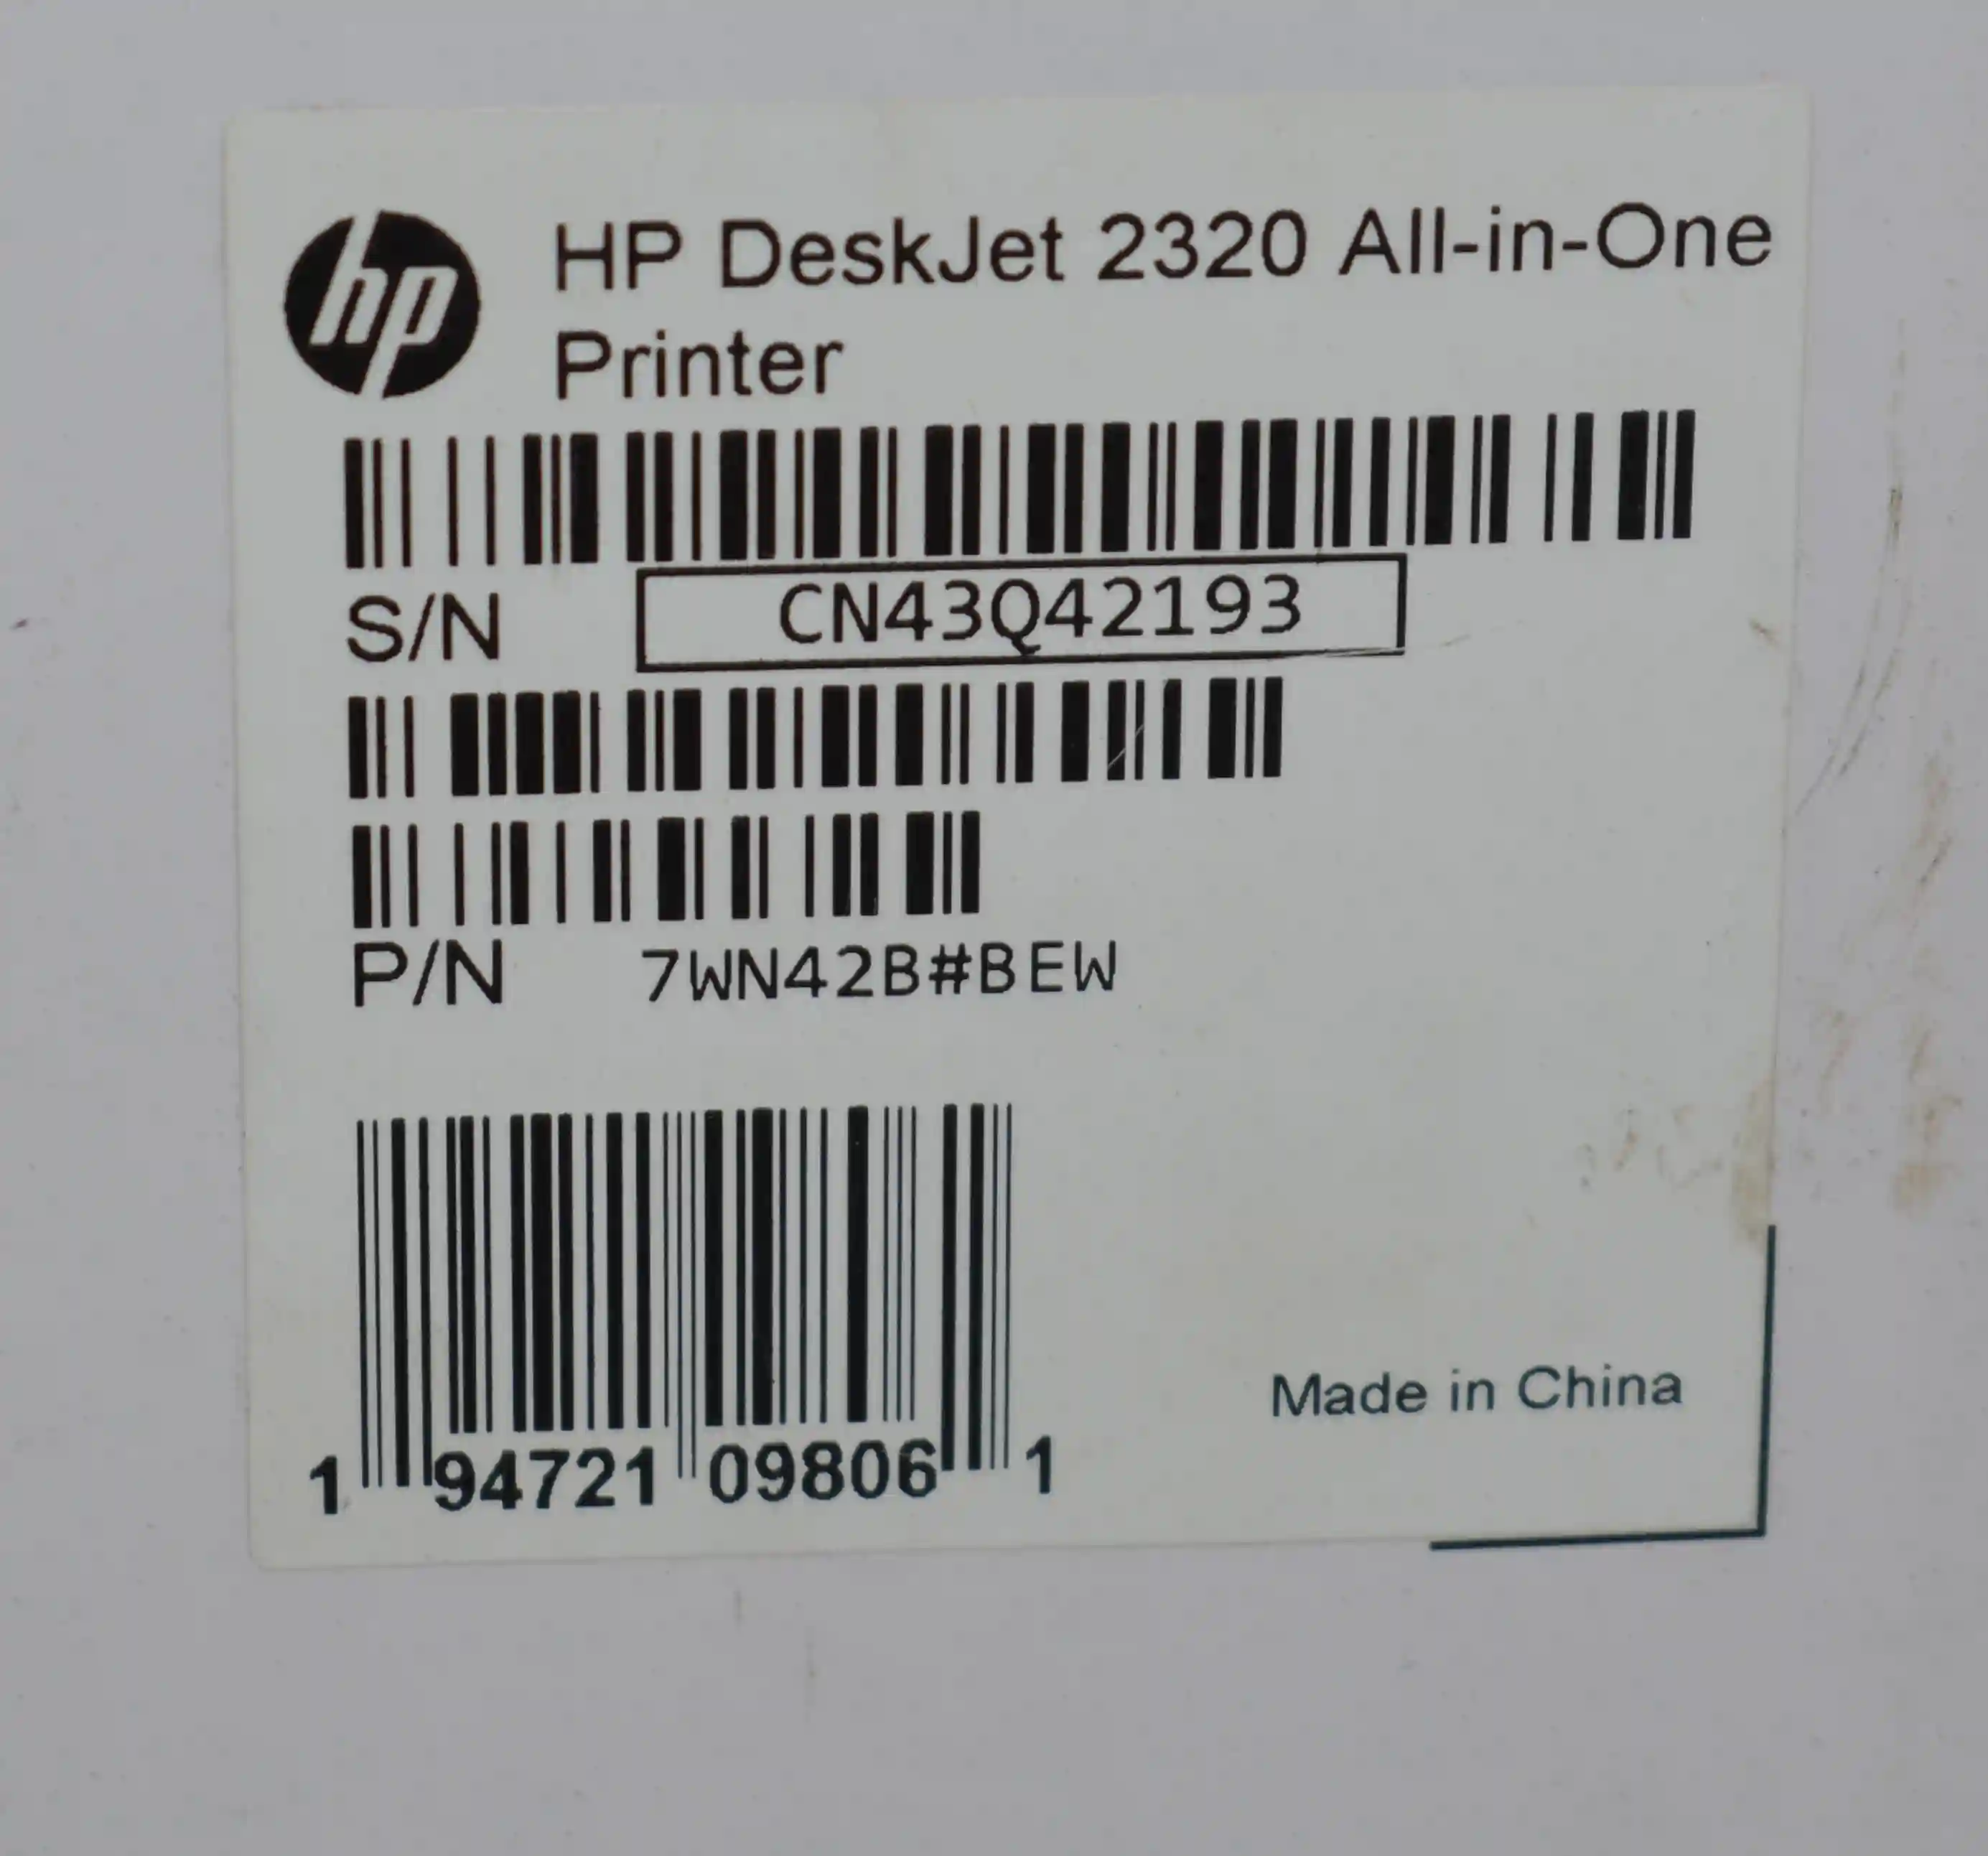 hp
HP DeskJet 2320 All-in-One
Printer
S/N CN43Q42193
P/N 7WN42B#BEW
1 94721 09806 1
Made in China